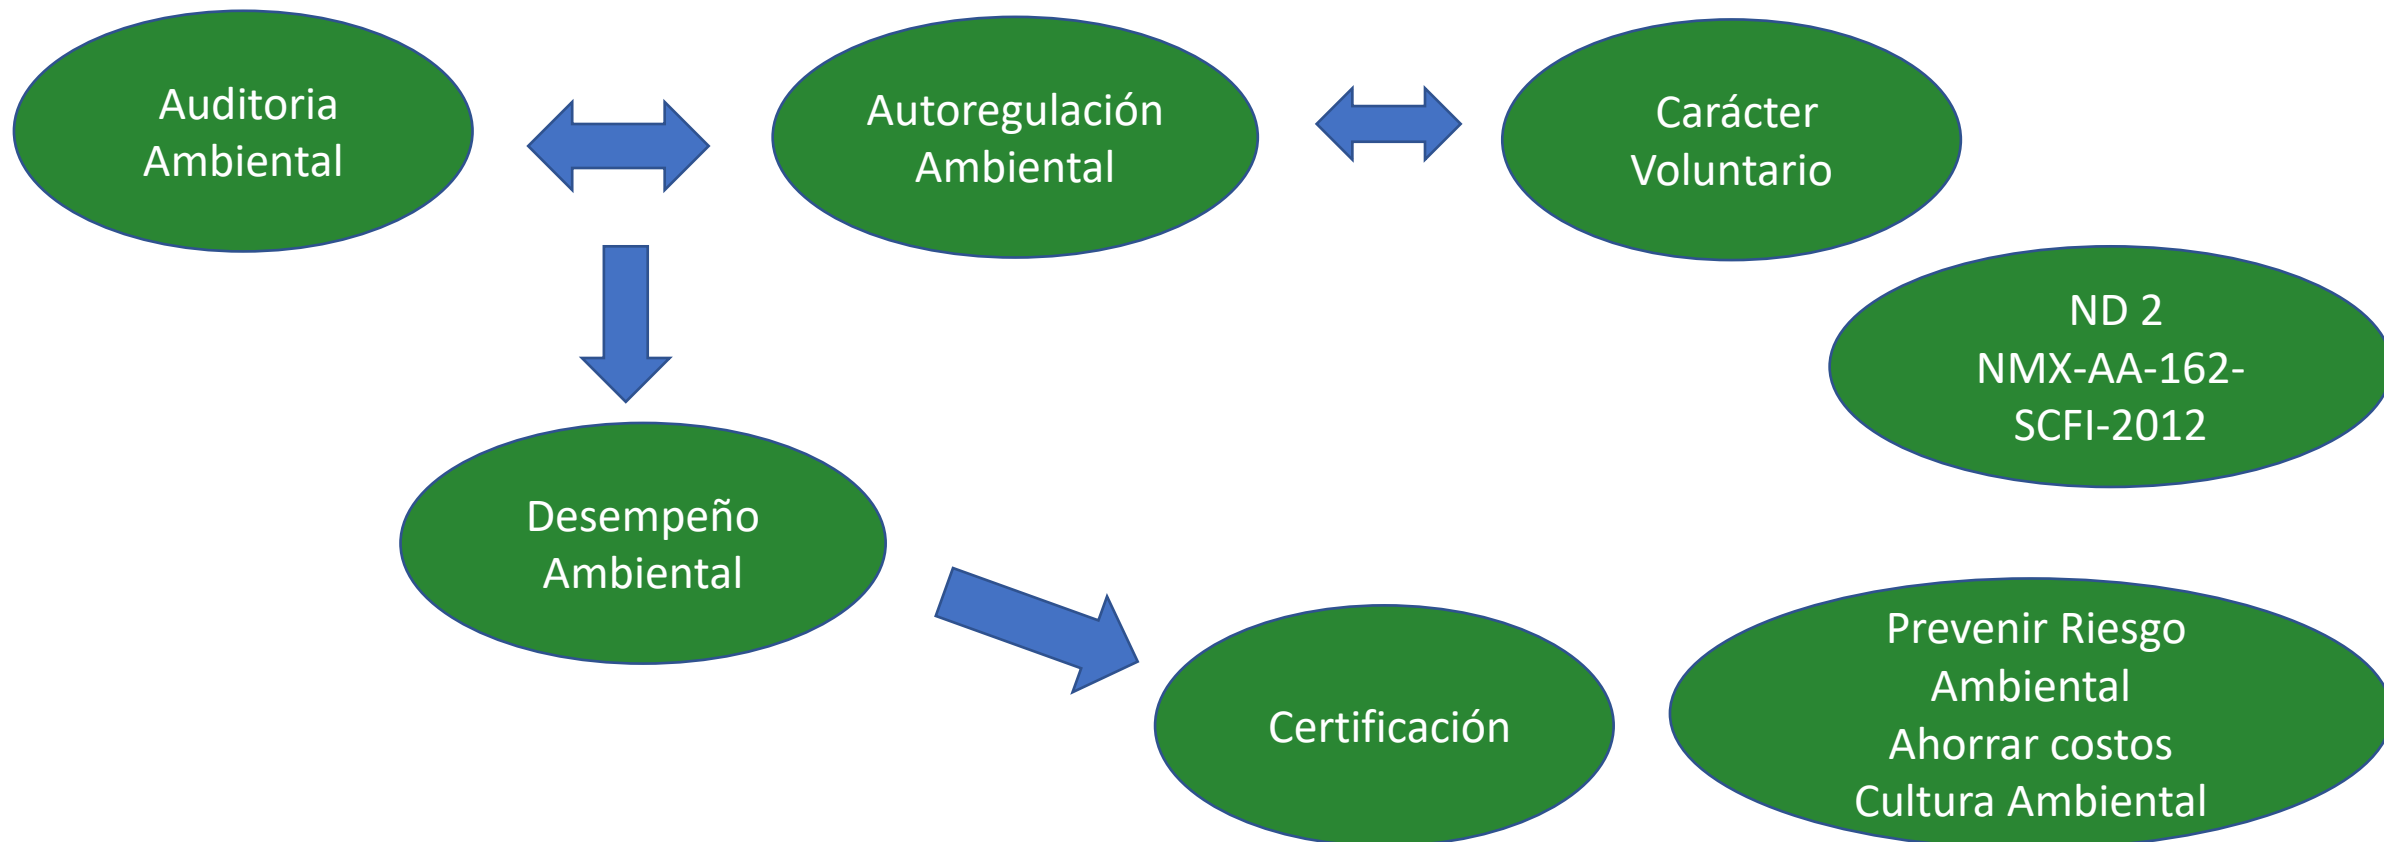 Auditoria
Ambiental
Autoregulación
Ambiental
Carácter
Voluntario
ND 2
NMX-AA-162-
SCFI-2012
Desempeño
Ambiental
Certificación
Prevenir Riesgo
Ambiental
Ahorrar costos
Cultura Ambiental